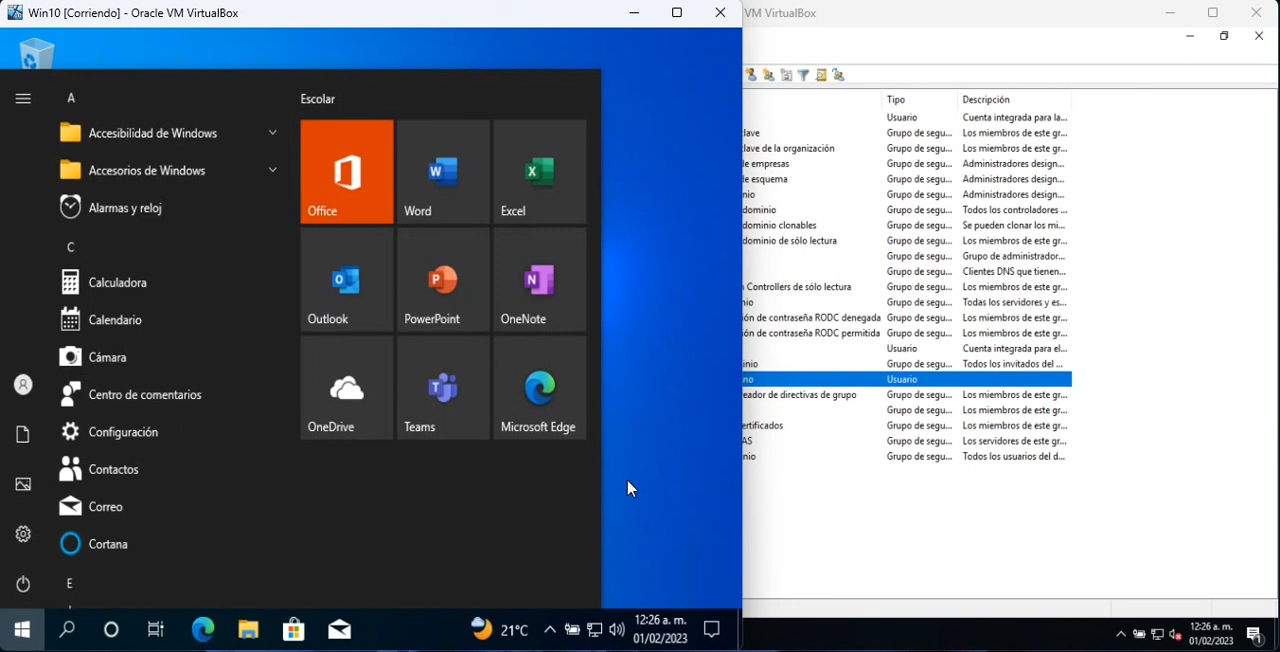 Win10 [Corriendo] - Oracle VM VirtualBox
A
Accesibilidad de Windows
Accesorios de Windows
Alarmas y reloj
C
Calculadora
Calendario
Cámara
Centro de comentarios
Configuración
Contactos
Correo
Cortana
E
Escolar
Office
Word
Excel
Outlook
PowerPoint
OneNote
OneDrive
Teams
Microsoft Edge
21°C
12:26 a. m.
01/02/2023
VM VirtualBox
Tipo Descripción
Usuario Cuenta integrada para la...
lave Grupo de segu... Los miembros de este gr...
lave de la organización Grupo de segu... Los miembros de este gr...
de empresas Grupo de segu... Administradores design...
de esquema Grupo de segu... Administradores design...
nio Grupo de segu... Administradores design...
dominio Grupo de segu... Todos los controladores ...
dominio clonables Grupo de segu... Se pueden clonar los mi...
dominio de sólo lectura Grupo de segu... Los miembros de este gr...
Grupo de segu... Grupo de administrador...
Grupo de segu... Clientes DNS que tienen...
n Controllers de sólo lectura Grupo de segu... Los miembros de este gr...
nio Grupo de segu... Todas los servidores y es...
ión de contraseña RODC denegada Grupo de segu... Los miembros de este gr...
ión de contraseña RODC permitida Grupo de segu... Los miembros de este gr...
Usuario Cuenta integrada para el...
inio Grupo de segu... Todos los invitados del ...
no Usuario
eador de directivas de grupo Grupo de segu... Los miembros de este gr...
Grupo de segu... Los miembros de este gr...
ertificados Grupo de segu... Los miembros de este gr...
AS Grupo de segu... Los servidores de este gr...
inio Grupo de segu... Todos los usuarios del d...
12:26 a. m.
01/02/2023
1